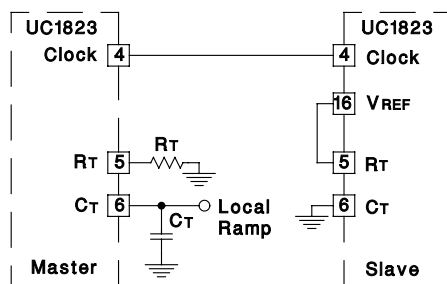 UC1823
Clock
4
RT
5
RT
CT
6
CT
Local
Ramp
Master
UC1823
4
Clock
16
VREF
5
RT
6
CT
Slave